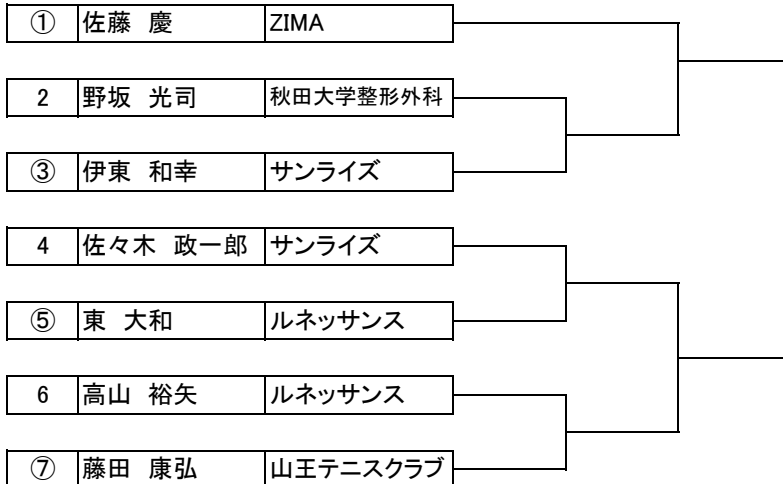 ① 佐藤 慶 ZIMA
2 野坂 光司 秋田大学整形外科
③ 伊東 和幸 サンライズ
4 佐々木 政一郎 サンライズ
⑤ 東 大和 ルネッサンス
6 高山 裕矢 ルネッサンス
⑦ 藤田 康弘 山王テニスクラブ